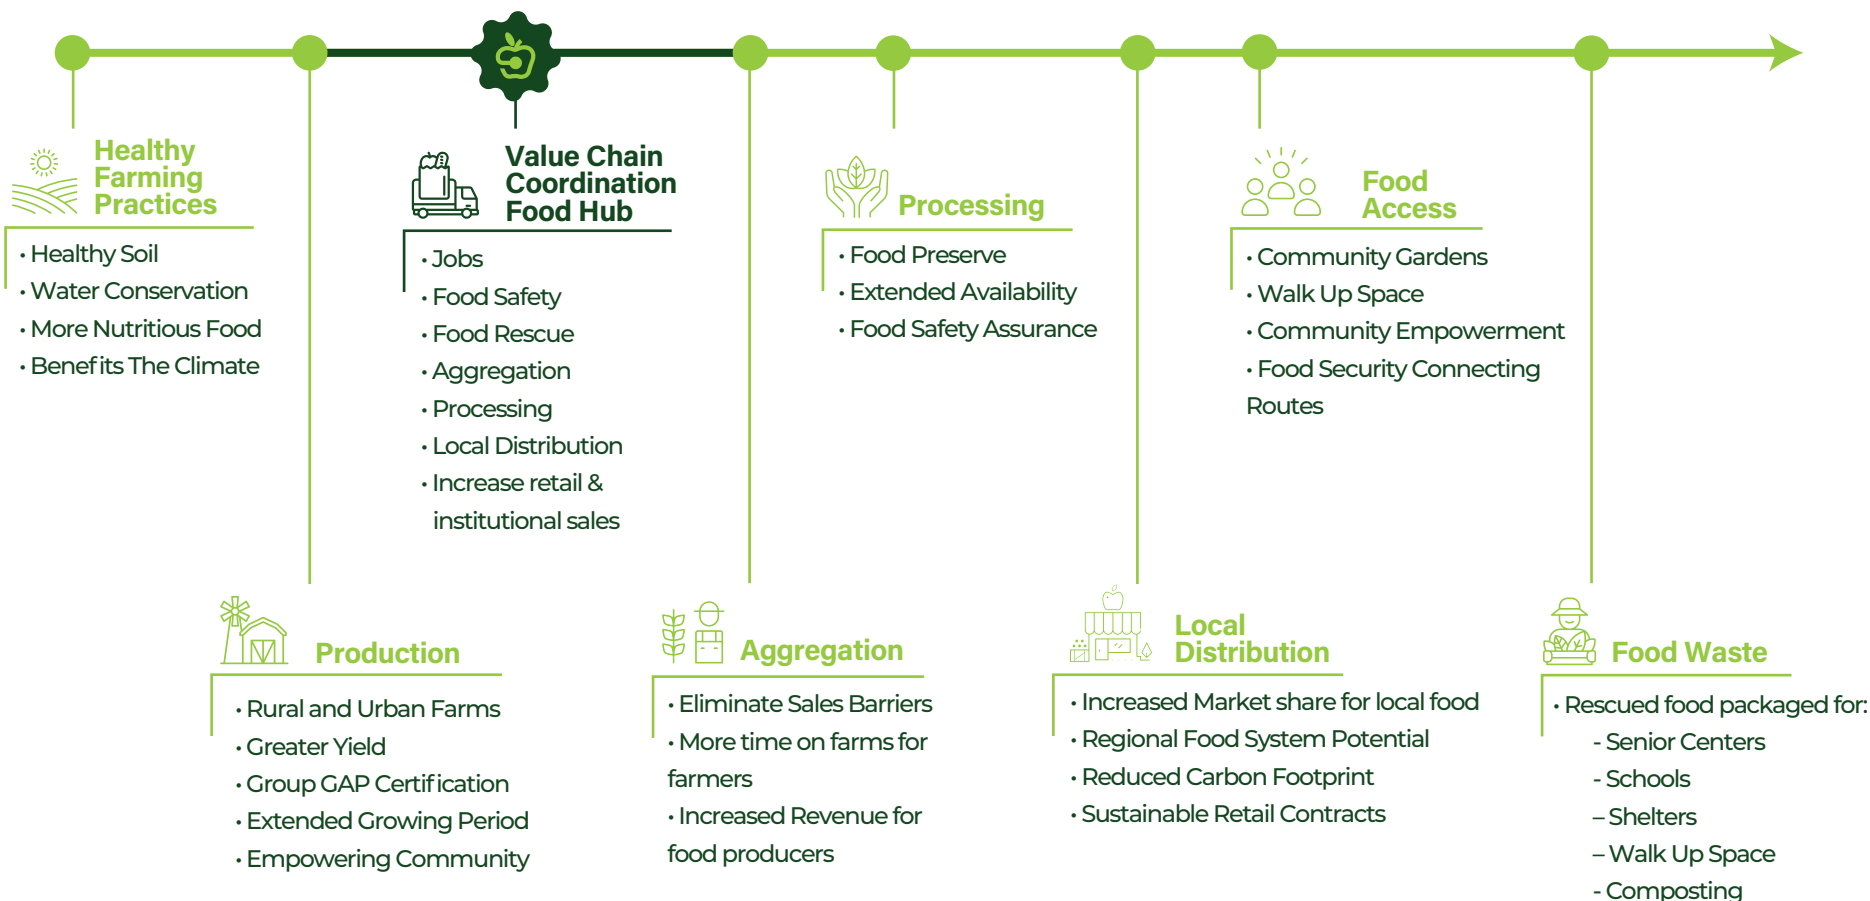 Healthy
Farming
Practices
• Healthy Soil
• Water Conservation
• More Nutritious Food
• Benefits The Climate
Value Chain
Coordination
Food Hub
• Jobs
• Food Safety
• Food Rescue
• Aggregation
• Processing
• Local Distribution
• Increase retail &
institutional sales
Processing
• Food Preserve
• Extended Availability
• Food Safety Assurance
Food
Access
• Community Gardens
• Walk Up Space
• Community Empowerment
• Food Security Connecting
Routes
Production
• Rural and Urban Farms
• Greater Yield
• Group GAP Certification
• Extended Growing Period
• Empowering Community
Aggregation
• Eliminate Sales Barriers
• More time on farms for
farmers
• Increased Revenue for
food producers
Local
Distribution
• Increased Market share for local food
• Regional Food System Potential
• Reduced Carbon Footprint
• Sustainable Retail Contracts
Food Waste
• Rescued food packaged for:
- Senior Centers
- Schools
– Shelters
– Walk Up Space
- Composting